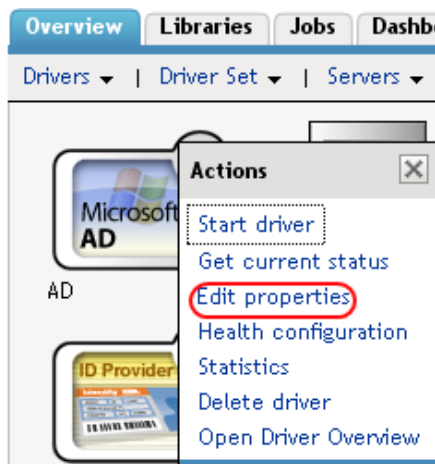 Overview Libraries Jobs Dashb
Drivers | Driver Set | Servers
Actions
Microsoft
AD
Start driver
Get current status
AD
Edit properties
Health configuration
ID Provider
Statistics
Delete driver
Open Driver Overview